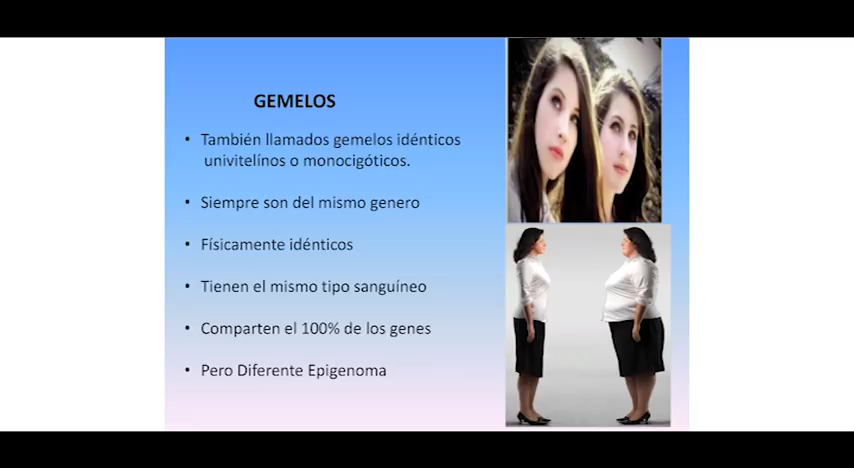 GEMELOS
• También llamados gemelos idénticos
univitelínos o monocigóticos.
• Siempre son del mismo genero
• Físicamente idénticos
• Tienen el mismo tipo sanguíneo
• Comparten el 100% de los genes
• Pero Diferente Epigenoma